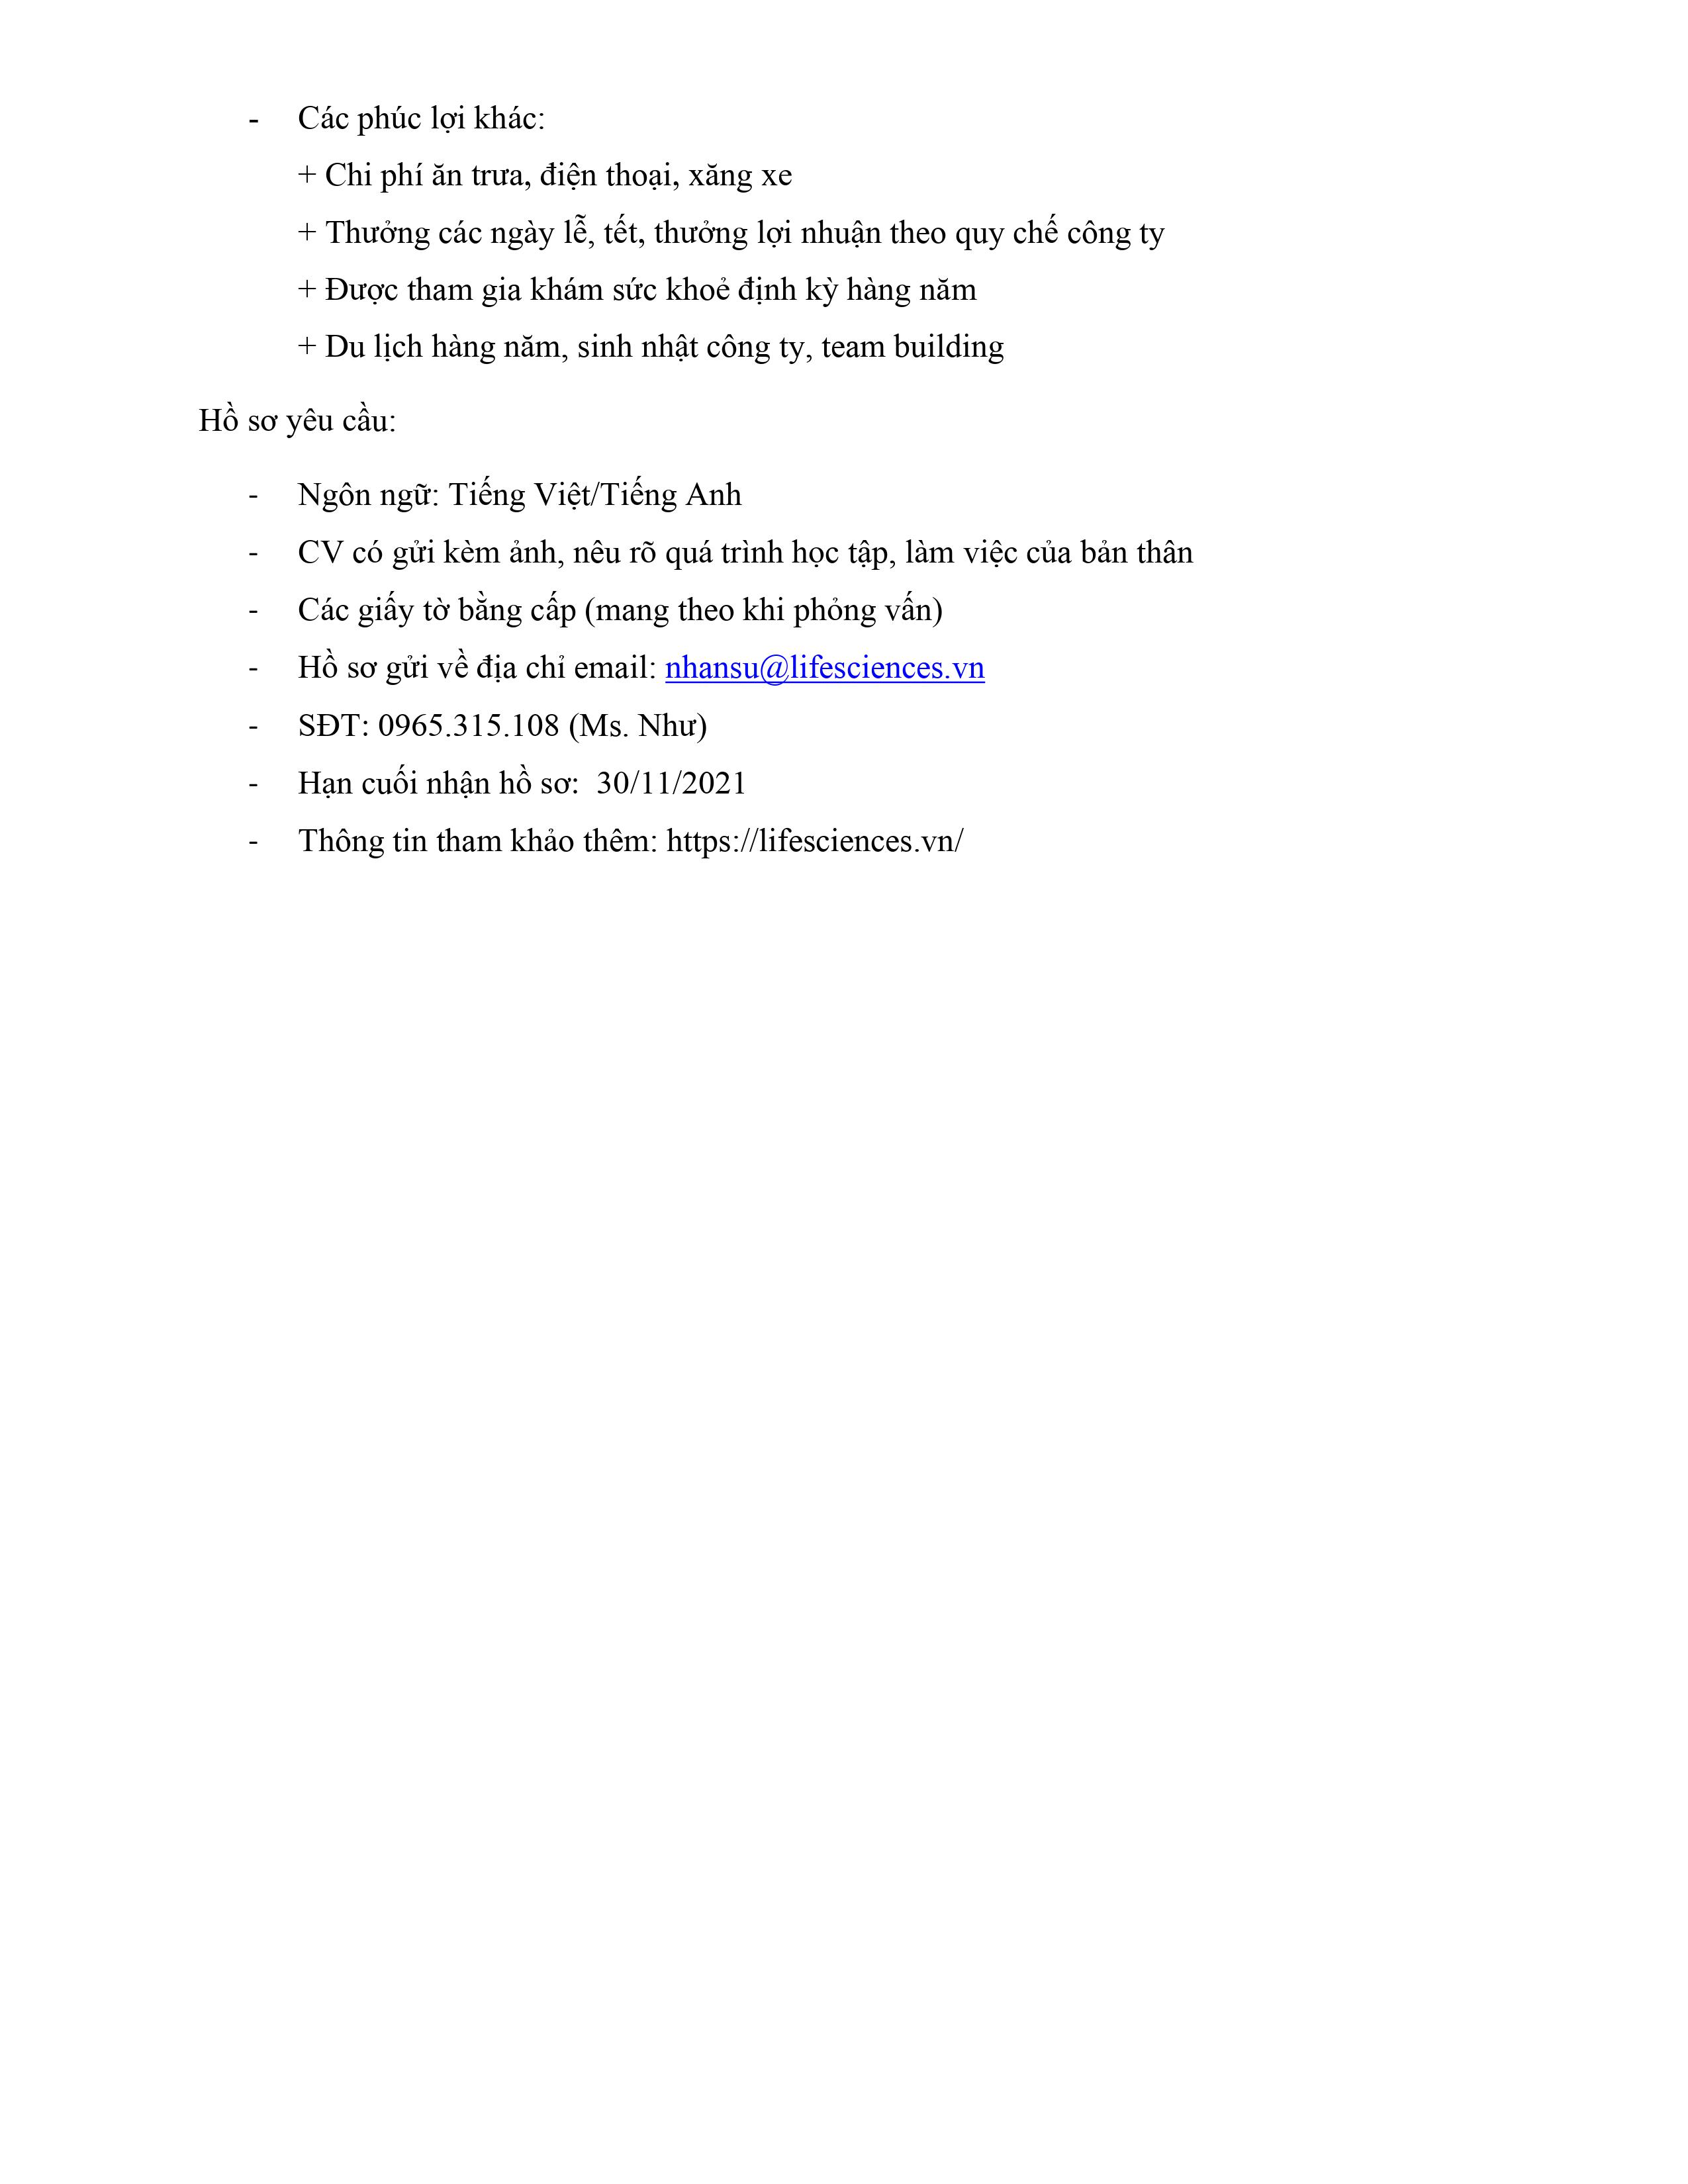 - Các phúc lợi khác:
+ Chi phí ăn trưa, điện thoại, xăng xe
+ Thưởng các ngày lễ, tết, thưởng lợi nhuận theo quy chế công ty
+ Được tham gia khám sức khoẻ định kỳ hàng năm
+ Du lịch hàng năm, sinh nhật công ty, team building
Hồ sơ yêu cầu:
- Ngôn ngữ: Tiếng Việt/Tiếng Anh
- CV có gửi kèm ảnh, nêu rõ quá trình học tập, làm việc của bản thân
- Các giấy tờ bằng cấp (mang theo khi phỏng vấn)
- Hồ sơ gửi về địa chỉ email: nhansu@lifesciences.vn
- SĐT: 0965.315.108 (Ms. Như)
- Hạn cuối nhận hồ sơ:  30/11/2021
- Thông tin tham khảo thêm: https://lifesciences.vn/